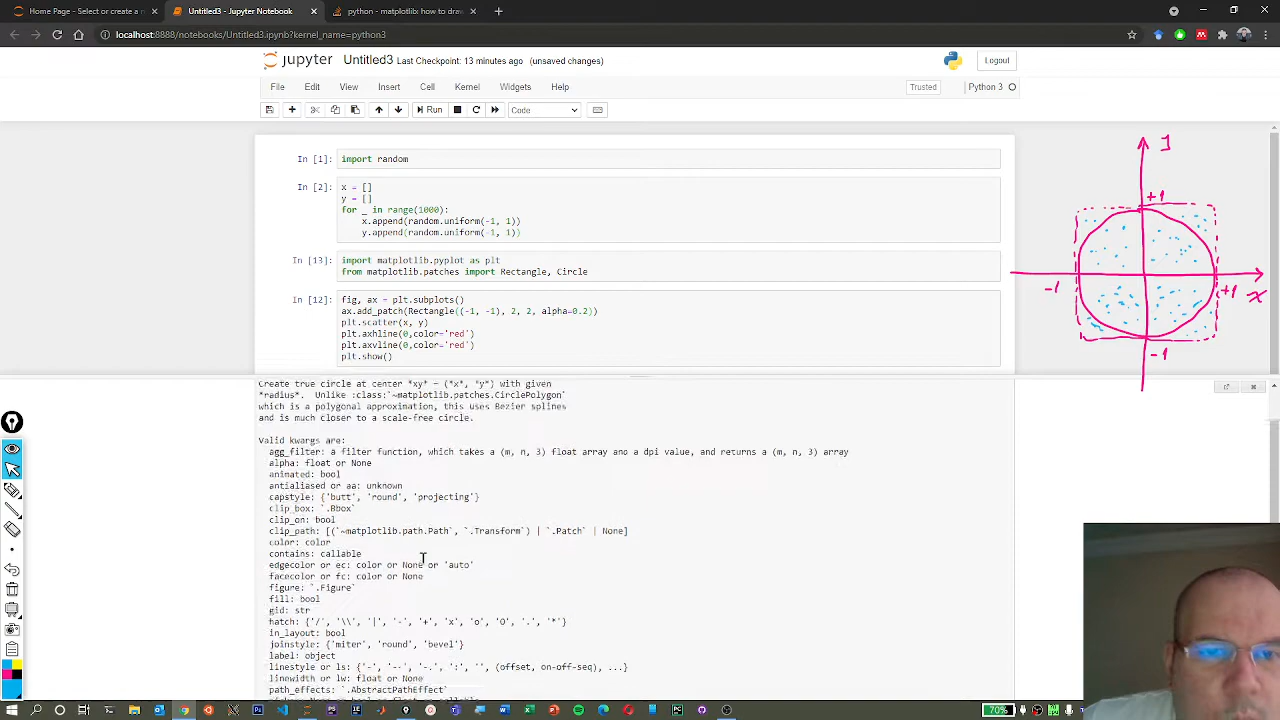 Home Page - Select or create a n
Untitled3 - Jupyter Notebook
python - matplotlib: how to draw
localhost:8888/notebooks/Untitled3.ipynb?kernel_name=python3
jupyter Untitled3 Last Checkpoint: 13 minutes ago (unsaved changes)
Logout
File Edit View Insert Cell Kernel Widgets Help
Trusted
Python 3
Run
Code
In [1]: import random
In [2]: x = []
y = []
for _ in range(1000):
x.append(random.uniform(-1, 1))
y.append(random.uniform(-1, 1))
In [13]: import matplotlib.pyplot as plt
from matplotlib.patches import Rectangle, Circle
In [12]: fig, ax = plt.subplots()
ax.add_patch(Rectangle((-1, -1), 2, 2, alpha=0.2))
plt.scatter(x, y)
plt.axhline(0,color='red')
plt.axvline(0,color='red')
plt.show()
+1
-1
+1
x
-1
Create true circle at center *xy* = (*x*, *y*) with given
*radius*.  Unlike :class:`~matplotlib.patches.CirclePolygon`
which is a polygonal approximation, this uses Bezier splines
and is much closer to a scale-free circle.
Valid kwargs are:
agg_filter: a filter function, which takes a (m, n, 3) float array and a dpi value, and returns a (m, n, 3) array
alpha: float or None
animated: bool
antialiased or aa: unknown
capstyle: {'butt', 'round', 'projecting'}
clip_box: `.Bbox`
clip_on: bool
clip_path: [(`~matplotlib.path.Path`, `.Transform`) | `.Patch` | None]
color: color
contains: callable
edgecolor or ec: color or None or 'auto'
facecolor or fc: color or None
figure: `.Figure`
fill: bool
gid: str
hatch: {'/', '\\', '|', '-', '+', 'x', 'o', 'O', '.', '*'}
in_layout: bool
joinstyle: {'miter', 'round', 'bevel'}
label: object
linestyle or ls: {'-', '--', '-.', ':', '', (offset, on-off-seq), ...}
linewidth or lw: float or None
path_effects: `.AbstractPathEffect`
70%